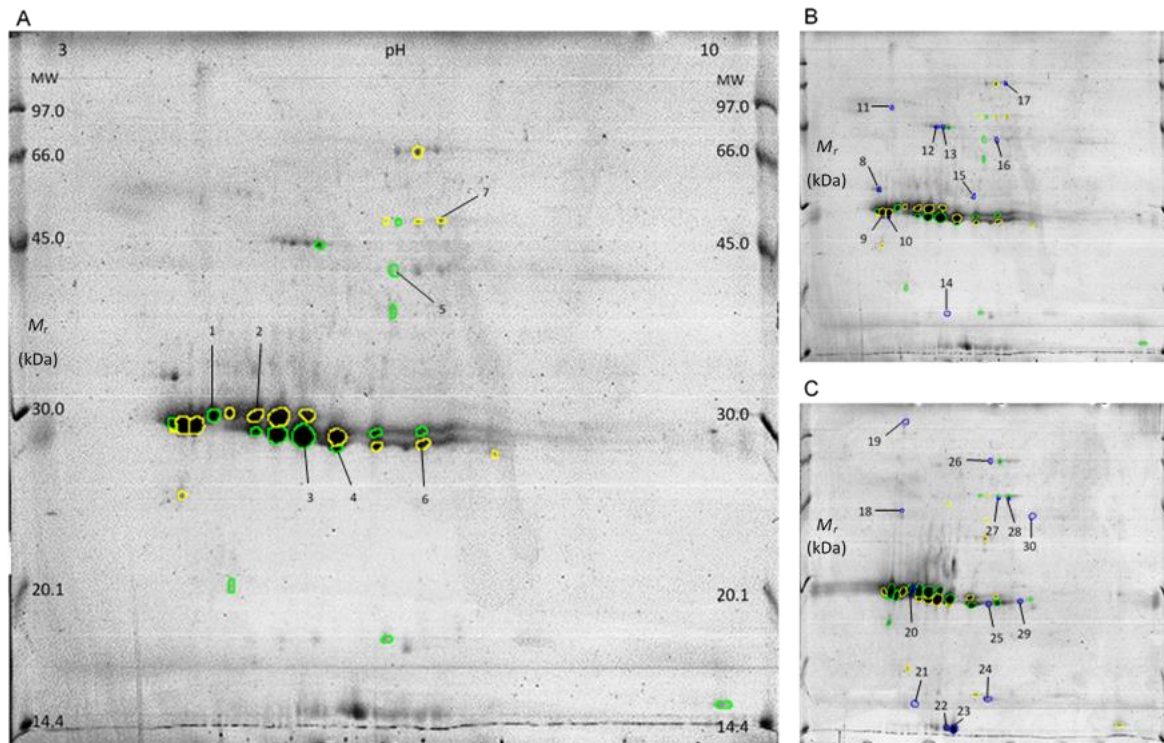 A
3 pH 10
MW MW
97.0 97.0
66.0 66.0
7
45.0 45.0
5
Mr
(kDa)
1 2
30.0 30.0
3 4 6
20.1 20.1
14.4 14.4
B
17
11
12 13 16
Mr
(kDa)
8 15
9 10
14
C
19
26
18
Mr
(kDa)
27 28 30
20 25 29
21 24
22 23